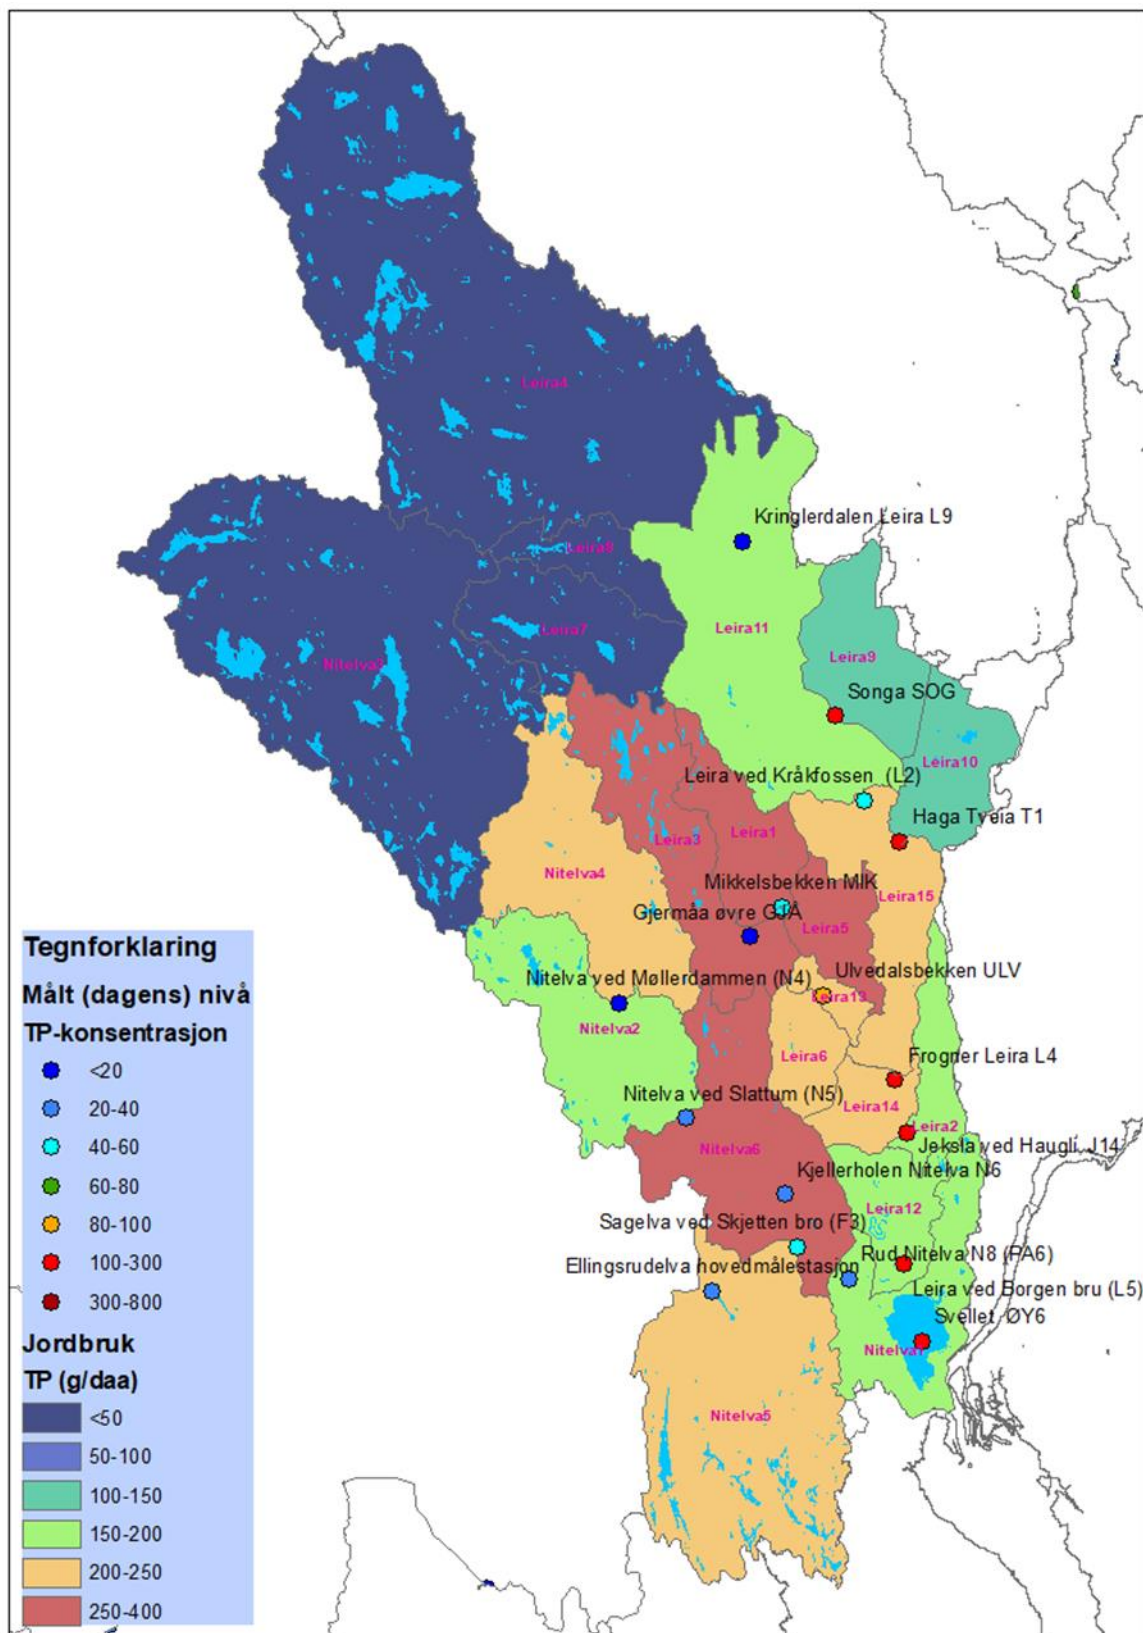 Leira4
Kringlerdalen Leira L9
Leira8
Leira7
Leira11
Leira9
Nitelva3
Songa SOG
Leira10
Leira ved Kråkfossen (L2)
Haga Tveia T1
Leira1
Leira3
Nitelva4
Mikkelsbekken MIK
Leira15
Gjermåa øvre GJÅ
Leira5
Nitelva ved Møllerdammen (N4)
Ulvedalsbekken ULV
Leira13
Nitelva2
Leira6
Frogner Leira L4
Nitelva ved Slattum (N5)
Leira14
Leira2
Jeksla ved Haugli, J14
Nitelva6
Kjellerholen Nitelva N6
Leira12
Sagelva ved Skjetten bro (F3)
Rud Nitelva N8 (PA6)
Ellingsrudelva hovedmålestasjon
Leira ved Borgen bru (L5)
Svellet ØY6
Nitelva5
Tegnforklaring
Målt (dagens) nivå
TP-konsentrasjon
<20
20-40
40-60
60-80
80-100
100-300
300-800
Jordbruk
TP (g/daa)
<50
50-100
100-150
150-200
200-250
250-400